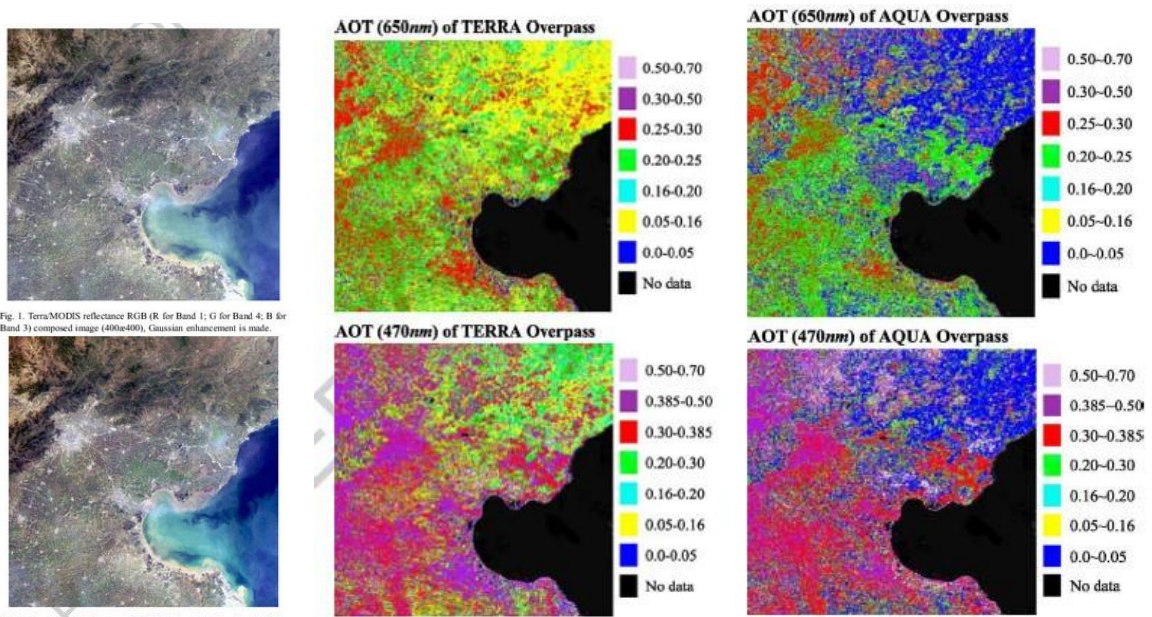 AOT (650nm) of TERRA Overpass
0.50-0.70
0.30-0.50
0.25-0.30
0.20-0.25
0.16-0.20
0.05-0.16
0.0-0.05
No data
AOT (650nm) of AQUA Overpass
0.50~0.70
0.30~0.50
0.25~0.30
0.20~0.25
0.16~0.20
0.05~0.16
0.0~0.05
No data
Fig. 1. Terra/MODIS reflectance RGB (R for Band 1; G for Band 4; B for
Band 3) composed image (400æ400), Gaussian enhancement is made.
AOT (470nm) of TERRA Overpass
0.50-0.70
0.385-0.50
0.30-0.385
0.20-0.30
0.16-0.20
0.05-0.16
0.0-0.05
No data
AOT (470nm) of AQUA Overpass
0.50~0.70
0.385~0.50
0.30~0.385
0.20~0.30
0.16~0.20
0.05~0.16
0.0~0.05
No data